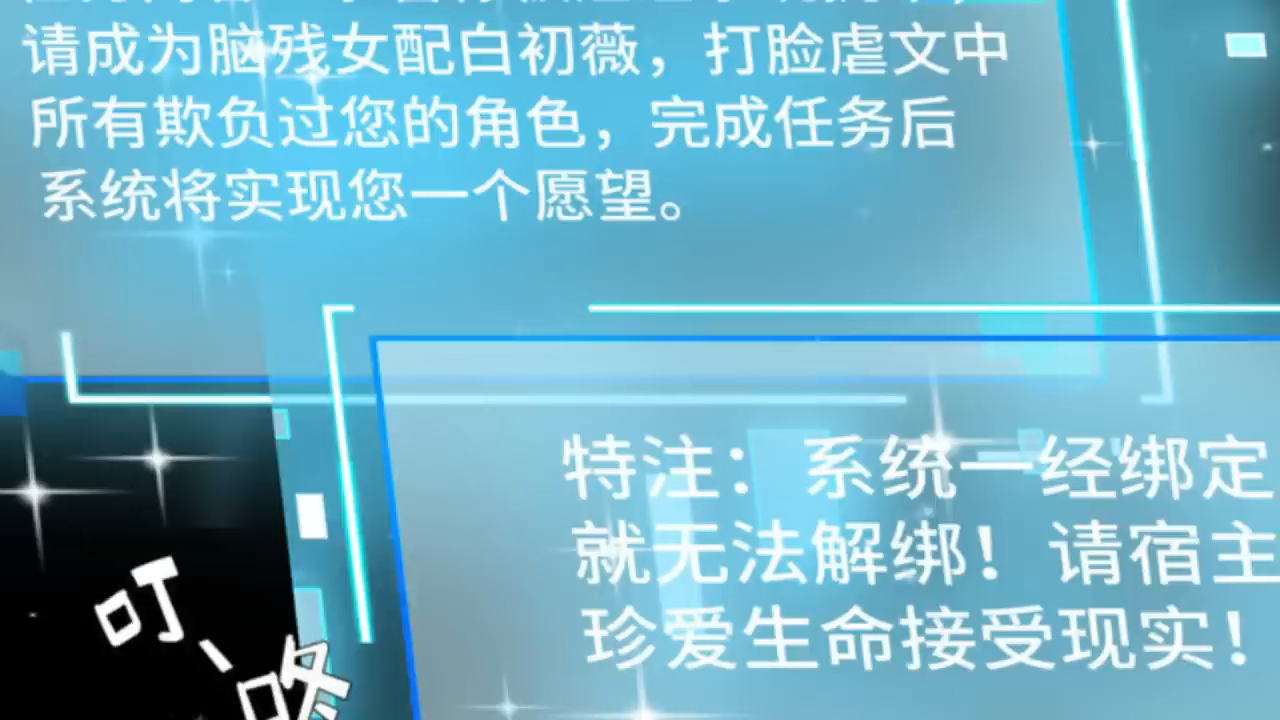 请成为脑残女配白初薇，打脸虐文中
所有欺负过您的角色，完成任务后
系统将实现您一个愿望。
特注：系统一经绑定
就无法解绑！请宿主
珍爱生命接受现实！
叮、
咚